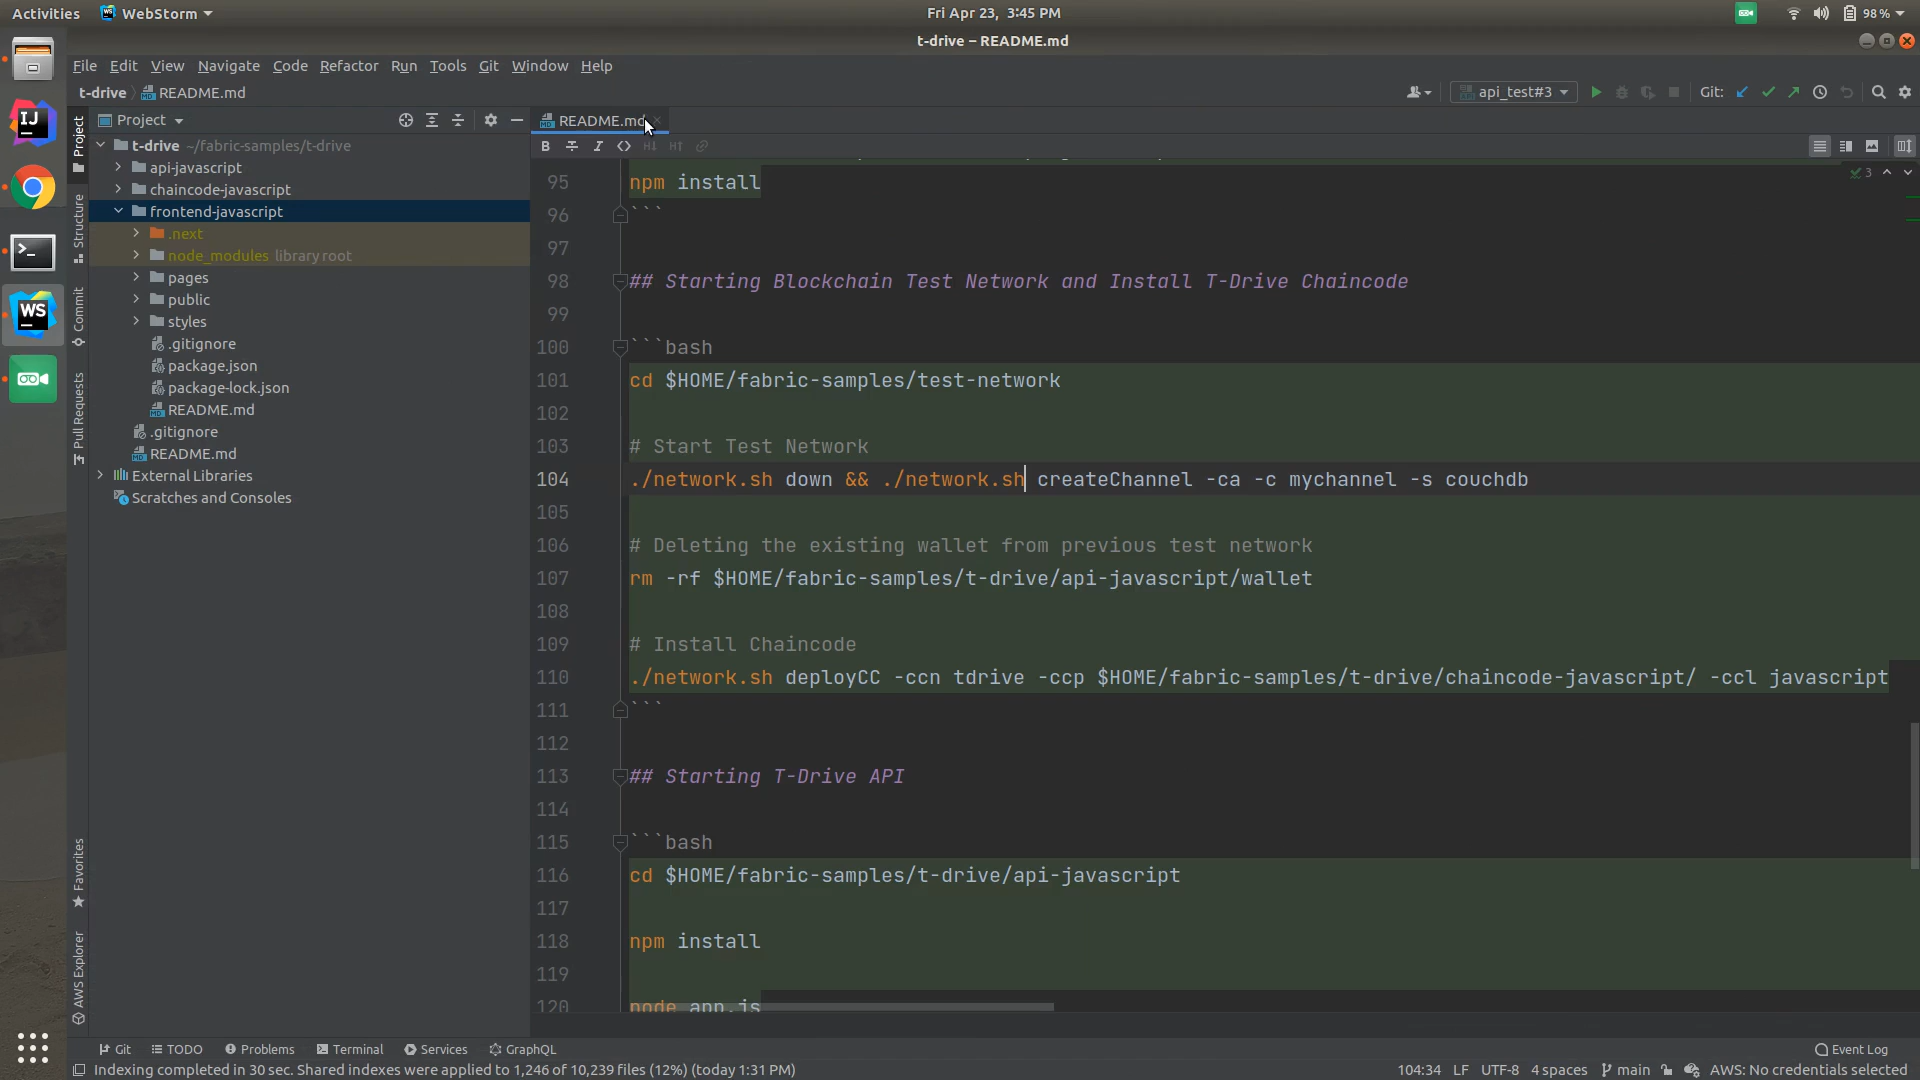 Activities WebStorm Fri Apr 23, 3:45 PM 98%
t-drive – README.md
File Edit View Navigate Code Refactor Run Tools Git Window Help
t-drive README.md api_test#3 Git:
Project README.md
t-drive ~/fabric-samples/t-drive
api-javascript
chaincode-javascript
frontend-javascript
.next
node_modules library root
pages
public
styles
.gitignore
package.json
package-lock.json
README.md
.gitignore
README.md
External Libraries
Scratches and Consoles
Project
Structure
Commit
Pull Requests
Favorites
AWS Explorer
IJ
WS
3
95 npm install
96 ```
97
98 ## Starting Blockchain Test Network and Install T-Drive Chaincode
99
100 ```bash
101 cd $HOME/fabric-samples/test-network
102
103 # Start Test Network
104 ./network.sh down && ./network.sh createChannel -ca -c mychannel -s couchdb
105
106 # Deleting the existing wallet from previous test network
107 rm -rf $HOME/fabric-samples/t-drive/api-javascript/wallet
108
109 # Install Chaincode
110 ./network.sh deployCC -ccn tdrive -ccp $HOME/fabric-samples/t-drive/chaincode-javascript/ -ccl javascript
111 ```
112
113 ## Starting T-Drive API
114
115 ```bash
116 cd $HOME/fabric-samples/t-drive/api-javascript
117
118 npm install
119
120 node app.js
Git TODO Problems Terminal Services GraphQL Event Log
Indexing completed in 30 sec. Shared indexes were applied to 1,246 of 10,239 files (12%) (today 1:31 PM) 104:34 LF UTF-8 4 spaces main AWS: No credentials selected